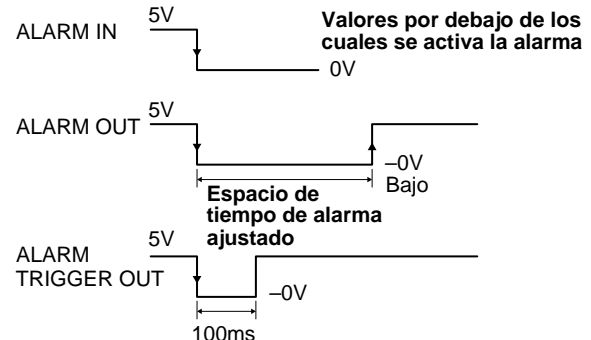 5V
Valores por debajo de los
cuales se activa la alarma
ALARM IN
0V
5V
ALARM OUT
–0V
Bajo
Espacio de
tiempo de alarma
ajustado
5V
ALARM
TRIGGER OUT
–0V
100ms